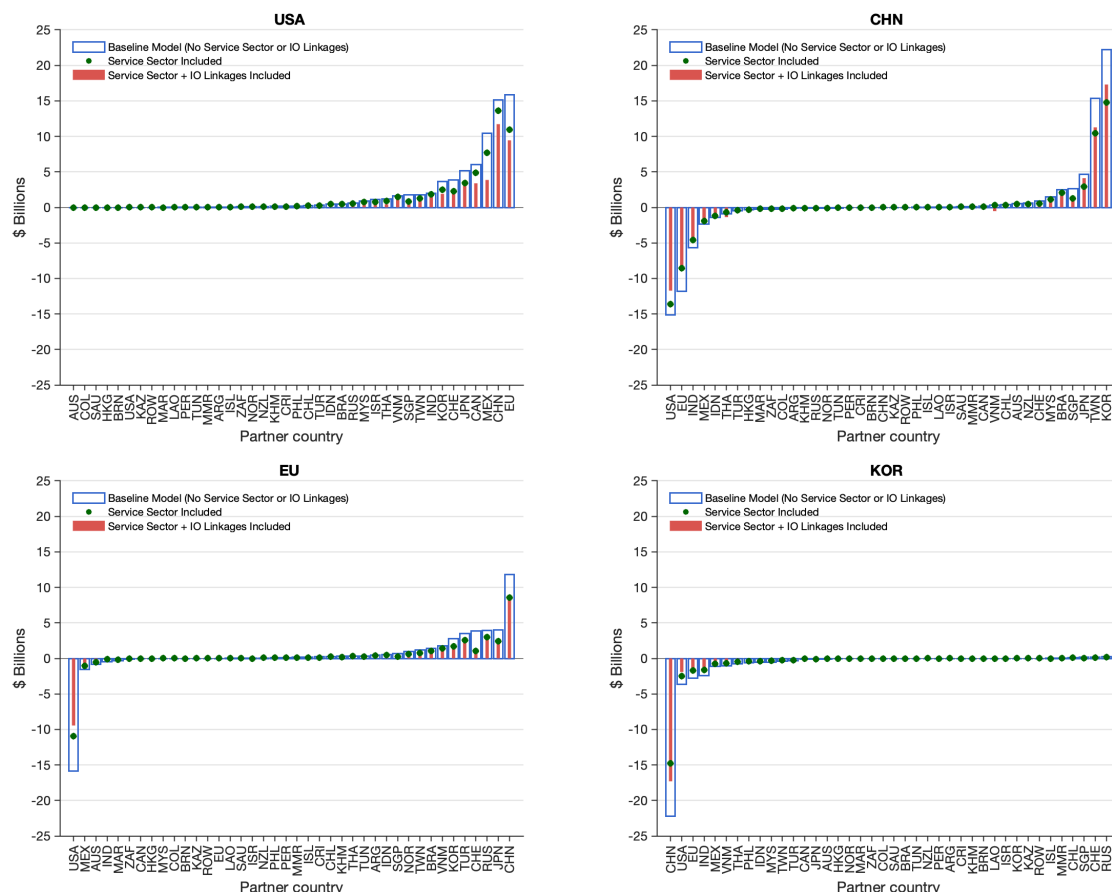 USA
25
20
15
10
5
0
-5
-10
-15
-20
-25
$ Billions
Baseline Model (No Service Sector or IO Linkages)
Service Sector Included
Service Sector + IO Linkages Included
AUS COL SAU HKG BRN USA KAZ ROW MAR LAO PER TUN MMR ARG ISL ZAF NOR NZL KHM CRI PHL CHL TUR IDN BRA RUS MYS ISR THA VNM SGP TWN IND KOR CHE JPN CAN MEX CHN EU
Partner country
CHN
25
20
15
10
5
0
-5
-10
-15
-20
-25
$ Billions
Baseline Model (No Service Sector or IO Linkages)
Service Sector Included
Service Sector + IO Linkages Included
USA EU IND MEX IDN THA TUR HKG MAR ZAF COL ARG KHM RUS NOR TUN PER CRI BRN CHN KAZ ROW PHL ISL LAO ISR SAU MMR CAN VNM CHL AUS NZL CHE MYS BRA SGP JPN TWN KOR
Partner country
EU
25
20
15
10
5
0
-5
-10
-15
-20
-25
$ Billions
Baseline Model (No Service Sector or IO Linkages)
Service Sector Included
Service Sector + IO Linkages Included
USA MEX AUS IND MAR ZAF CAN HKG MYS COL BRN KAZ ROW EU LAO SAU ISR NZL PHL PER MMR ISL CRI CHL KHM THA TUN ARG IDN SGP NOR TWN BRA VNM KOR TUR CHE RUS JPN CHN
Partner country
KOR
25
20
15
10
5
0
-5
-10
-15
-20
-25
$ Billions
Baseline Model (No Service Sector or IO Linkages)
Service Sector Included
Service Sector + IO Linkages Included
CHN USA EU IND MEX VNM THA PHL IDN MYS TWN TUR CAN JPN AUS HKG NOR MAR ZAF COL SAU BRA TUN NZL PER ARG CRI KHM BRN LAO ISR KOR KAZ ROW ISL MMR CHL SGP CHE RUS
Partner country